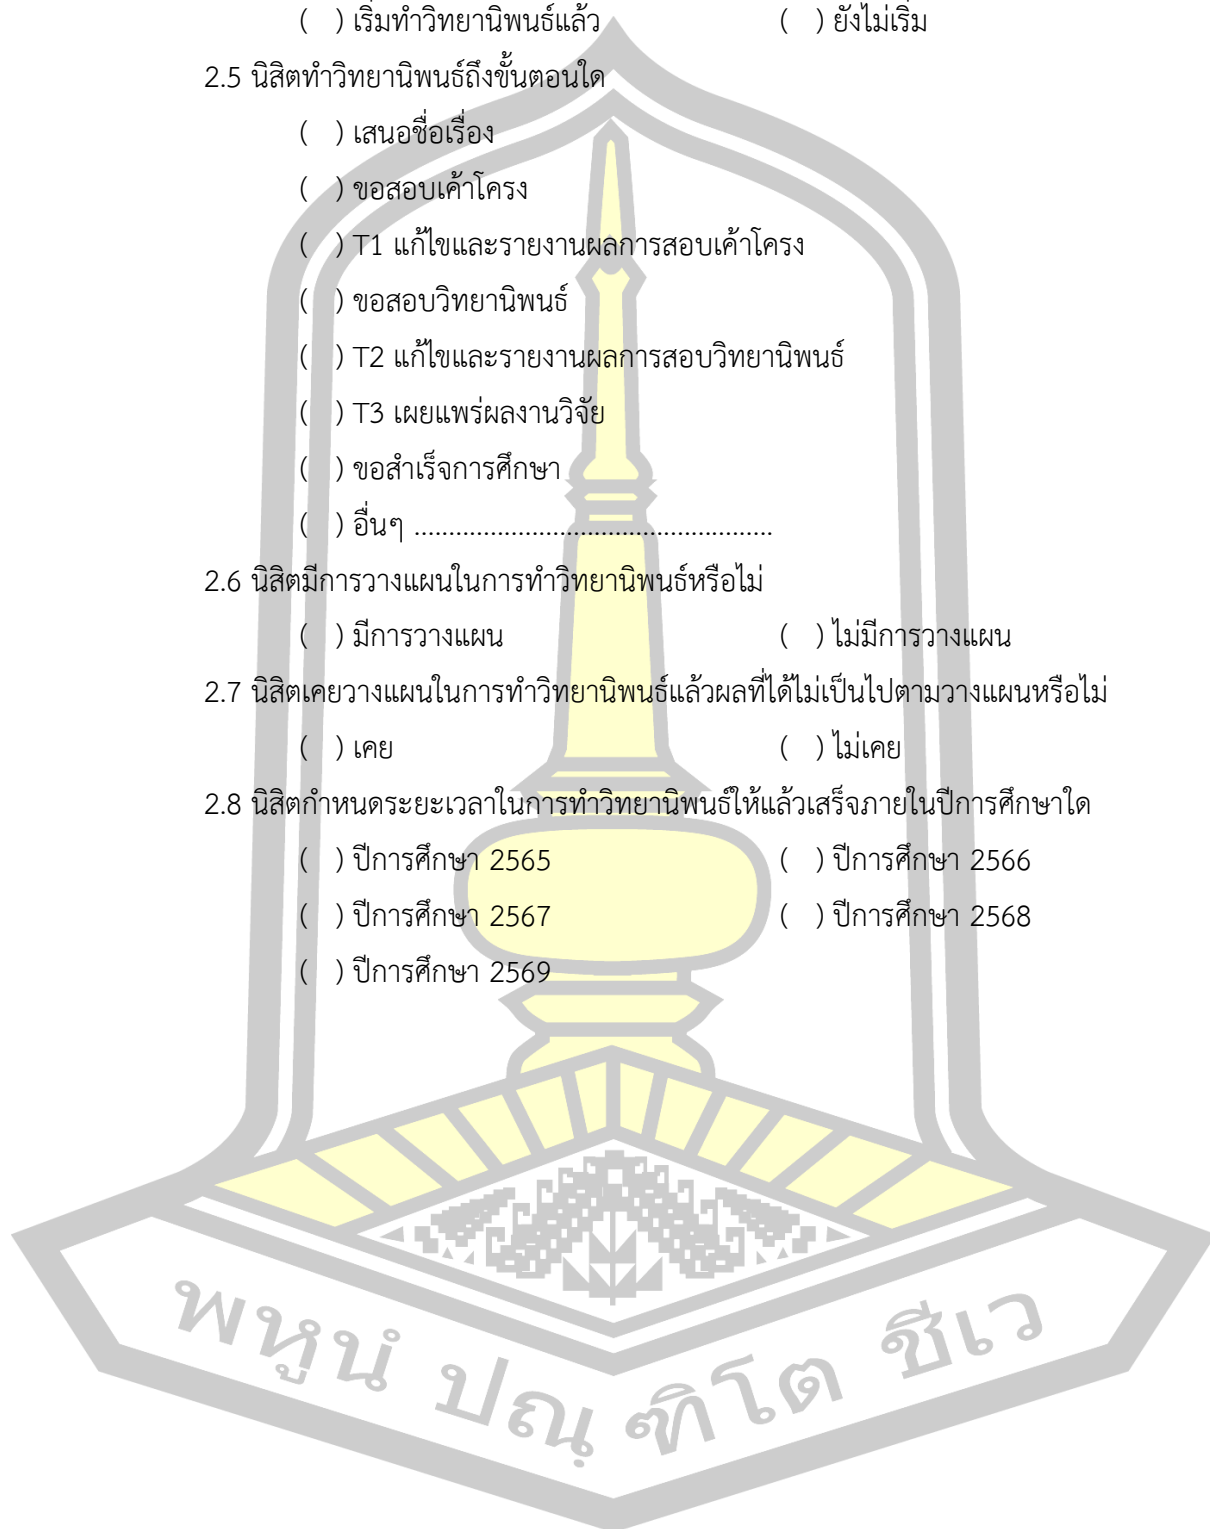 (   ) เริ่มทำวิทยานิพนธ์แล้ว (   ) ยังไม่เริ่ม
2.5 นิสิตทำวิทยานิพนธ์ถึงขั้นตอนใด
(   ) เสนอชื่อเรื่อง
(   ) ขอสอบเค้าโครง
(   ) T1 แก้ไขและรายงานผลการสอบเค้าโครง
(   ) ขอสอบวิทยานิพนธ์
(   ) T2 แก้ไขและรายงานผลการสอบวิทยานิพนธ์
(   ) T3 เผยแพร่ผลงานวิจัย
(   ) ขอสำเร็จการศึกษา
(   ) อื่นๆ ....................................................
2.6 นิสิตมีการวางแผนในการทำวิทยานิพนธ์หรือไม่
(   ) มีการวางแผน (   ) ไม่มีการวางแผน
2.7 นิสิตเคยวางแผนในการทำวิทยานิพนธ์แล้วผลที่ได้ไม่เป็นไปตามวางแผนหรือไม่
(   ) เคย (   ) ไม่เคย
2.8 นิสิตกำหนดระยะเวลาในการทำวิทยานิพนธ์ให้แล้วเสร็จภายในปีการศึกษาใด
(   ) ปีการศึกษา 2565 (   ) ปีการศึกษา 2566
(   ) ปีการศึกษา 2567 (   ) ปีการศึกษา 2568
(   ) ปีการศึกษา 2569
พหูนํ ปณฺ ฑิโต ชีเว